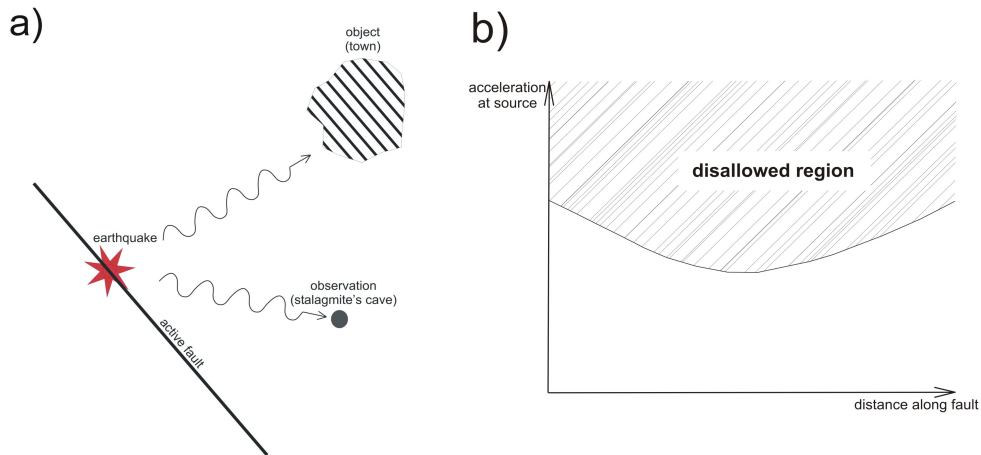 a)
object
(town)
earthquake
observation
(stalagmite's cave)
active fault
b)
acceleration
at source
disallowed region
distance along fault